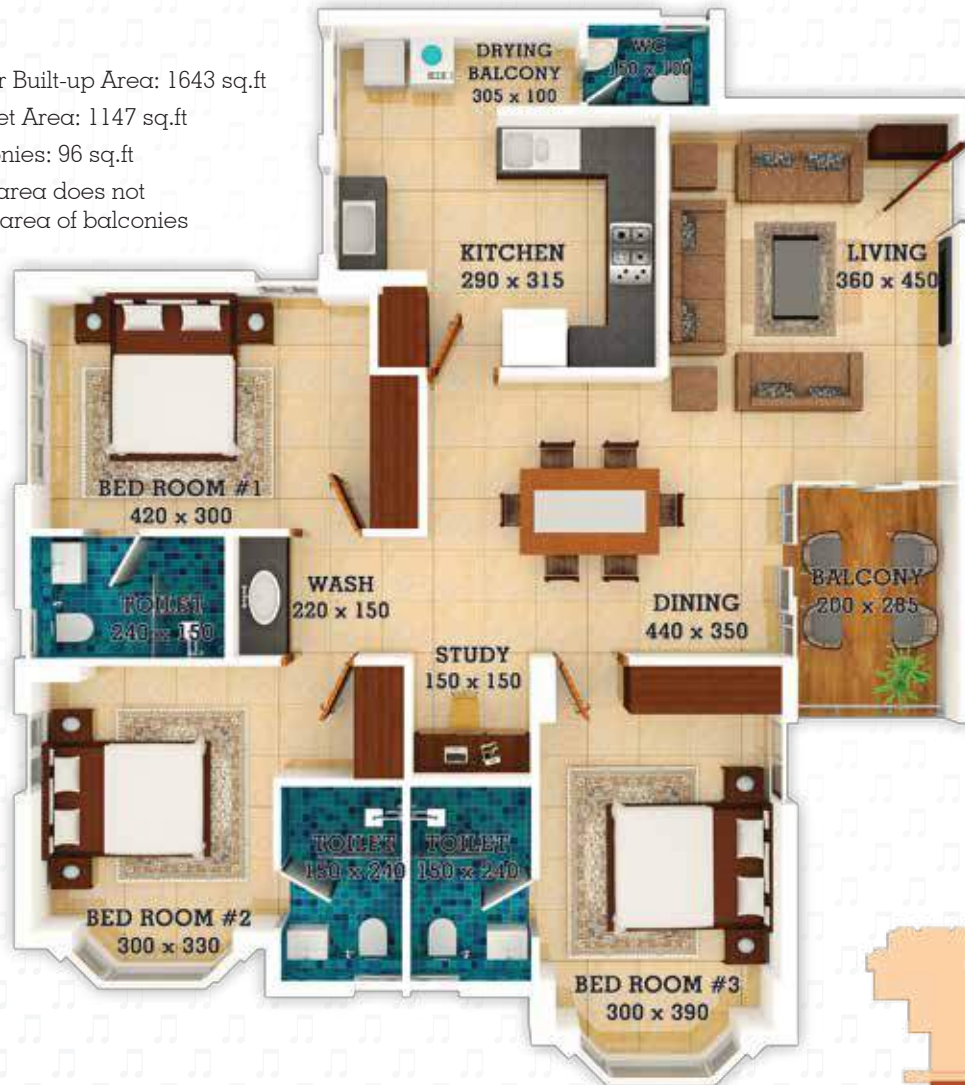 r Built-up Area: 1643 sq.ft
et Area: 1147 sq.ft
onies: 96 sq.ft
area does not
area of balconies
DRYING
BALCONY
305 x 100
WC
150 x 100
KITCHEN
290 x 315
LIVING
360 x 450
BED ROOM #1
420 x 300
TOILET
240 x 150
WASH
220 x 150
DINING
440 x 350
BALCONY
200 x 285
STUDY
150 x 150
TOILET
150 x 240
TOILET
150 x 240
BED ROOM #2
300 x 330
BED ROOM #3
300 x 390